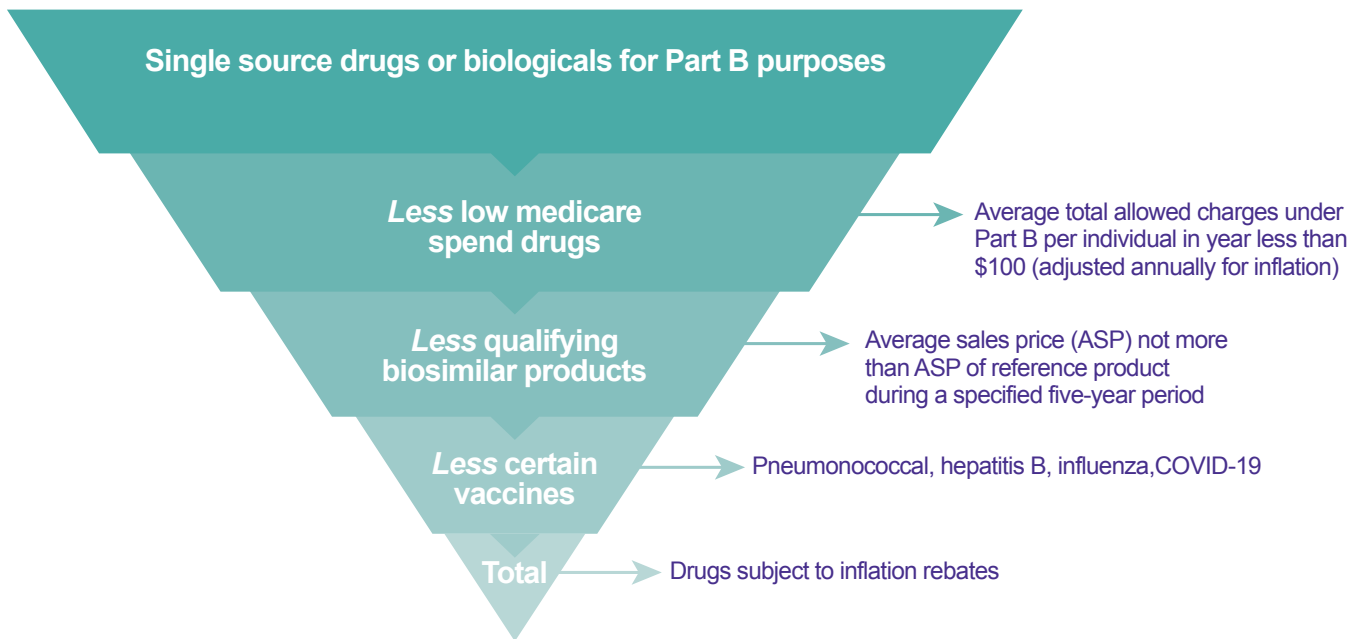 Single source drugs or biologicals for Part B purposes
Less low medicare
spend drugs
Average total allowed charges under
Part B per individual in year less than
$100 (adjusted annually for inflation)
Less qualifying
biosimilar products
Average sales price (ASP) not more
than ASP of reference product
during a specified five-year period
Less certain
vaccines
Pneumonococcal, hepatitis B, influenza,COVID-19
Total
Drugs subject to inflation rebates